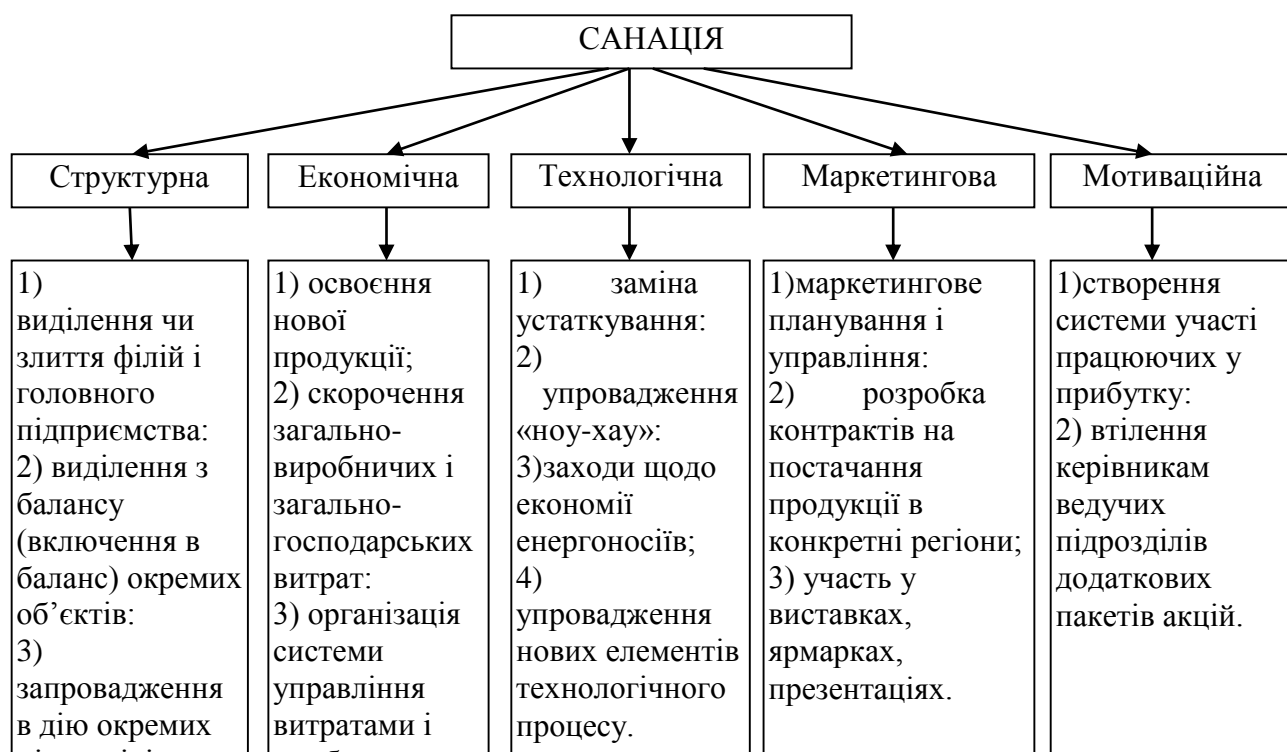 САНАЦІЯ
Структурна
Економічна
Технологічна
Маркетингова
Мотиваційна
1)
виділення чи
злиття філій і
головного
підприємства:
2) виділення з
балансу
(включення в
баланс) окремих
об’єктів:
3)
запровадження
в дію окремих
1) освоєння
нової
продукції;
2) скорочення
загально-
виробничих і
загально-
господарських
витрат:
3) організація
системи
управління
витратами і
1) заміна
устаткування:
2)
упровадження
«ноу-хау»:
3)заходи щодо
економії
енергоносіїв;
4)
упровадження
нових елементів
технологічного
процесу.
1)маркетингове
планування і
управління:
2) розробка
контрактів на
постачання
продукції в
конкретні регіони;
3) участь у
виставках,
ярмарках,
презентаціях.
1)створення
системи участі
працюючих у
прибутку:
2) втілення
керівникам
ведучих
підрозділів
додаткових
пакетів акцій.